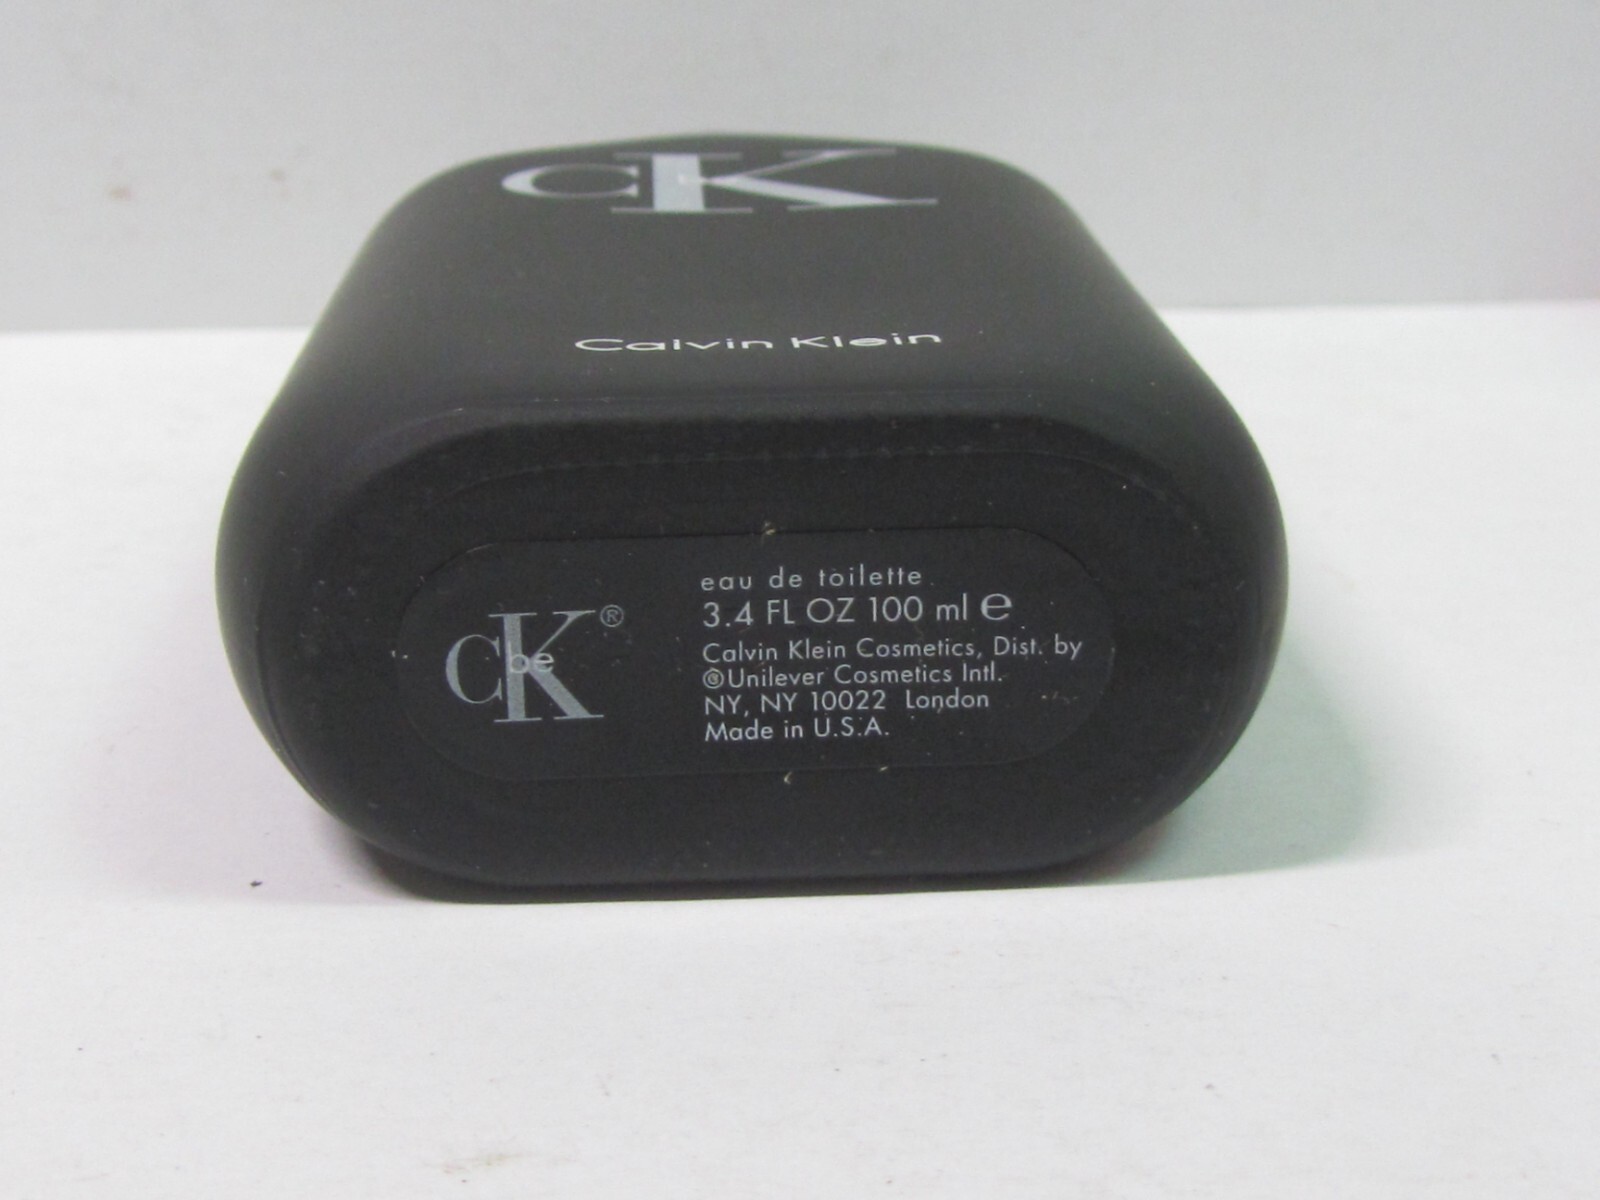 CK
Calvin Klein
CK be ®
eau de toilette
3.4 FL OZ 100 ml ℮
Calvin Klein Cosmetics, Dist. by
©Unilever Cosmetics Intl.
NY, NY 10022 London
Made in U.S.A.